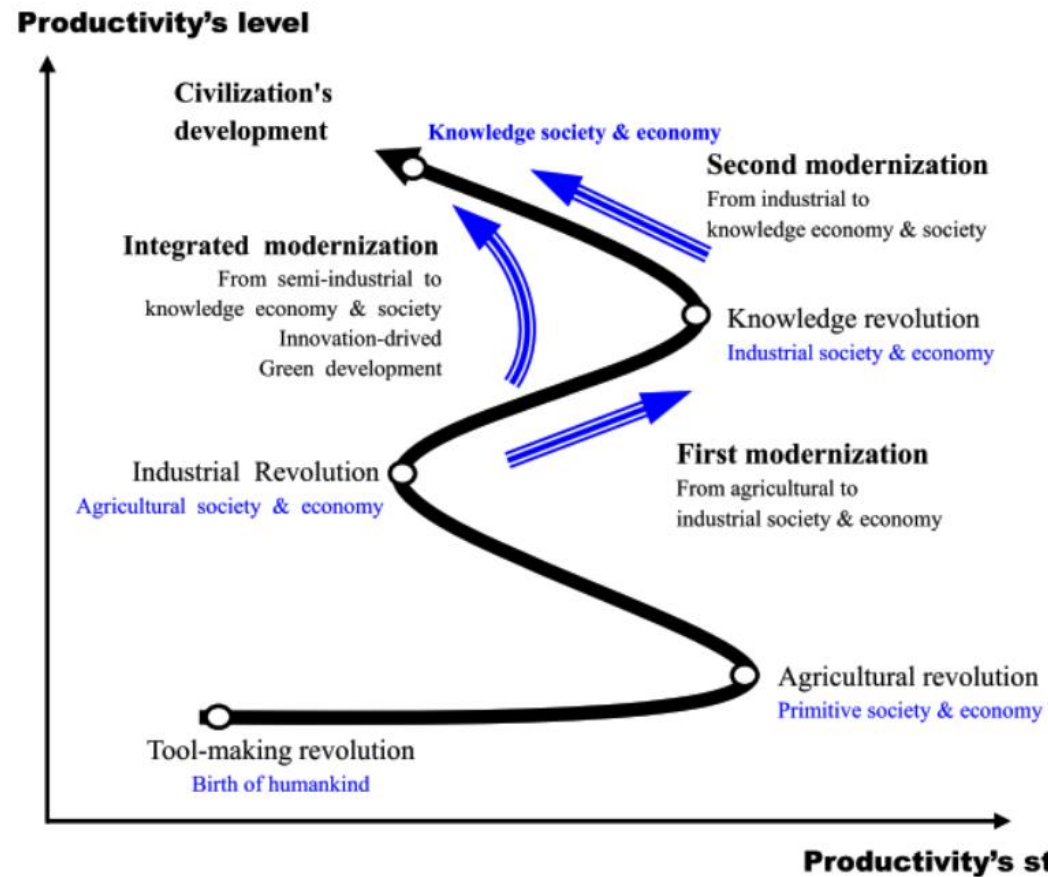 Productivity's level
Civilization's
development
Knowledge society & economy
Second modernization
From industrial to
knowledge economy & society
Integrated modernization
From semi-industrial to
knowledge economy & society
Innovation-drived
Green development
Knowledge revolution
Industrial society & economy
Industrial Revolution
Agricultural society & economy
First modernization
From agricultural to
industrial society & economy
Agricultural revolution
Primitive society & economy
Tool-making revolution
Birth of humankind
Productivity's